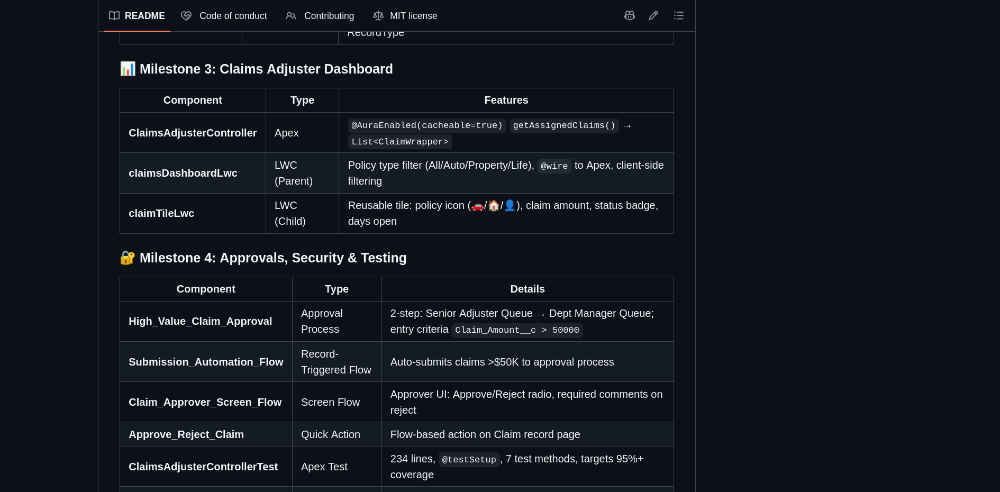 README Code of conduct Contributing MIT license
RecordType
📊 Milestone 3: Claims Adjuster Dashboard
Component Type Features
ClaimsAdjusterController Apex @AuraEnabled(cacheable=true) getAssignedClaims() →
List<ClaimWrapper>
claimsDashboardLwc LWC (Parent) Policy type filter (All/Auto/Property/Life), @wire to Apex, client-side
filtering
claimTileLwc LWC (Child) Reusable tile: policy icon (🚗/🏠/👤), claim amount, status badge,
days open
🔐 Milestone 4: Approvals, Security & Testing
Component Type Details
High_Value_Claim_Approval Approval Process 2-step: Senior Adjuster Queue → Dept Manager Queue;
entry criteria Claim_Amount__c > 50000
Submission_Automation_Flow Record-Triggered Flow Auto-submits claims >$50K to approval process
Claim_Approver_Screen_Flow Screen Flow Approver UI: Approve/Reject radio, required comments on
reject
Approve_Reject_Claim Quick Action Flow-based action on Claim record page
ClaimsAdjusterControllerTest Apex Test 234 lines, @testSetup, 7 test methods, targets 95%+
coverage